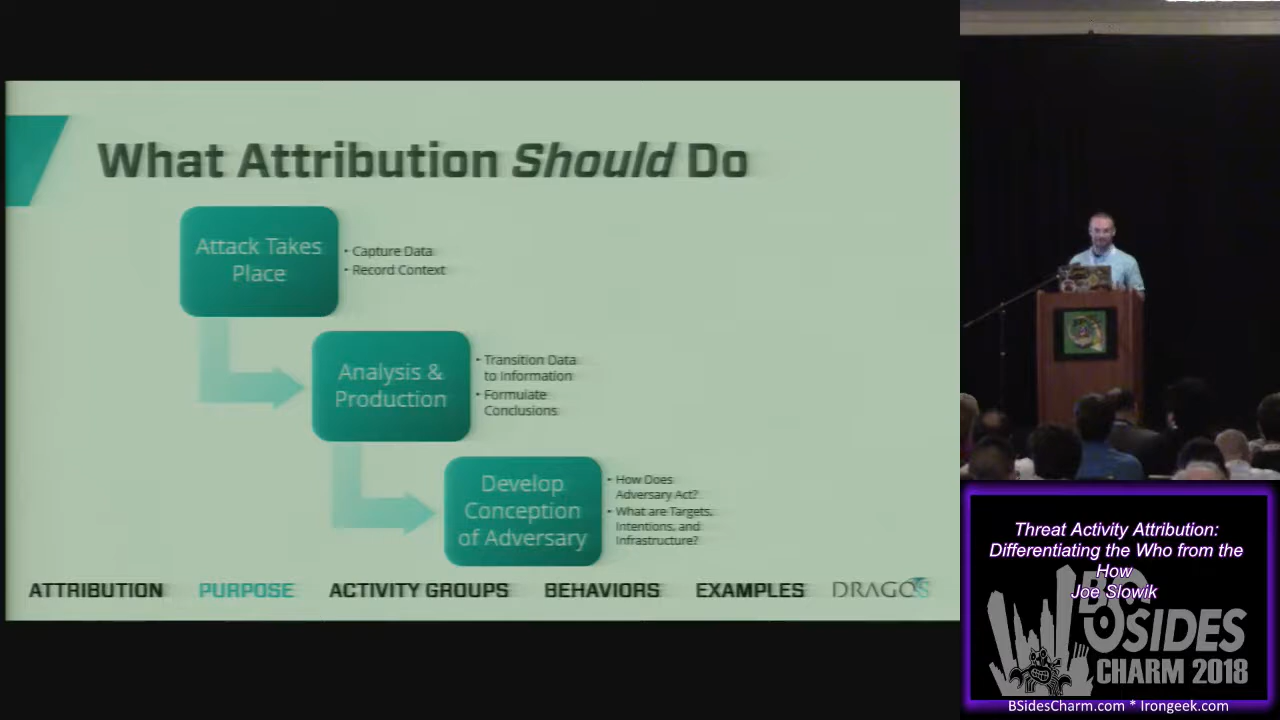 What Attribution Should Do
Attack Takes
Place
• Capture Data
• Record Context
Analysis &
Production
• Transition Data
to Information
• Formulate
Conclusions
Develop
Conception
of Adversary
• How Does
Adversary Act?
• What are Targets,
Intentions, and
Infrastructure?
ATTRIBUTION PURPOSE ACTIVITY GROUPS BEHAVIORS EXAMPLES DRAGOS
Threat Activity Attribution:
Differentiating the Who from the
How
Joe Slowik
BSIDES
CHARM 2018
BSidesCharm.com * Irongeek.com